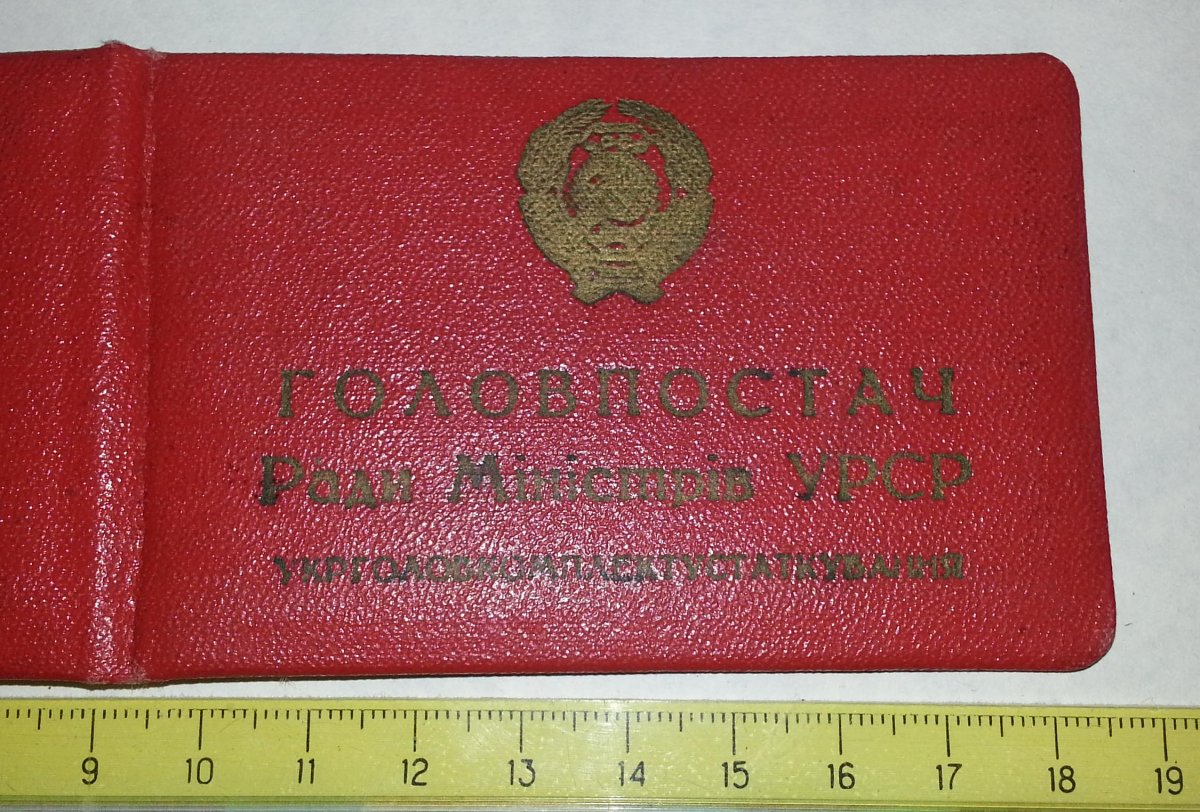 ГОЛОВПОСТАЧ
Ради Міністрів УРСР
УКРГОЛОВКОМПЛЕКТУСТАТКУВАННЯ
9 10 11 12 13 14 15 16 17 18 19